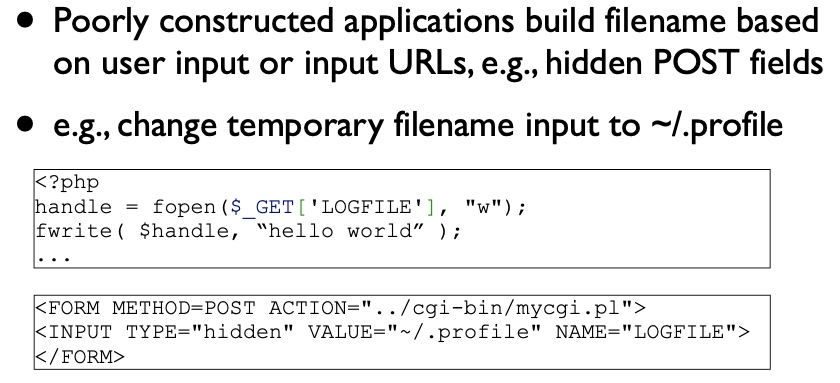 • Poorly constructed applications build filename based
on user input or input URLs, e.g., hidden POST fields
• e.g., change temporary filename input to ~/.profile
<?php
handle = fopen($_GET['LOGFILE'], "w");
fwrite( $handle, “hello world” );
...
<FORM METHOD=POST ACTION="../cgi-bin/mycgi.pl">
<INPUT TYPE="hidden" VALUE="~/.profile" NAME="LOGFILE">
</FORM>